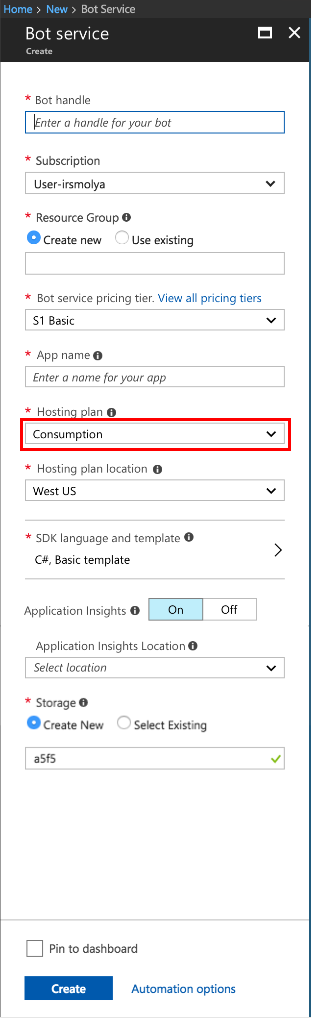 Home > New > Bot Service
Bot service
Create
* Bot handle
Enter a handle for your bot
* Subscription
User-irsmolya
* Resource Group
Create new Use existing
* Bot service pricing tier. View all pricing tiers
S1 Basic
* App name
Enter a name for your app
* Hosting plan
Consumption
* Hosting plan location
West US
* SDK language and template
C#, Basic template
Application Insights On Off
Application Insights Location
Select location
* Storage
Create New Select Existing
a5f5
Pin to dashboard
Create Automation options